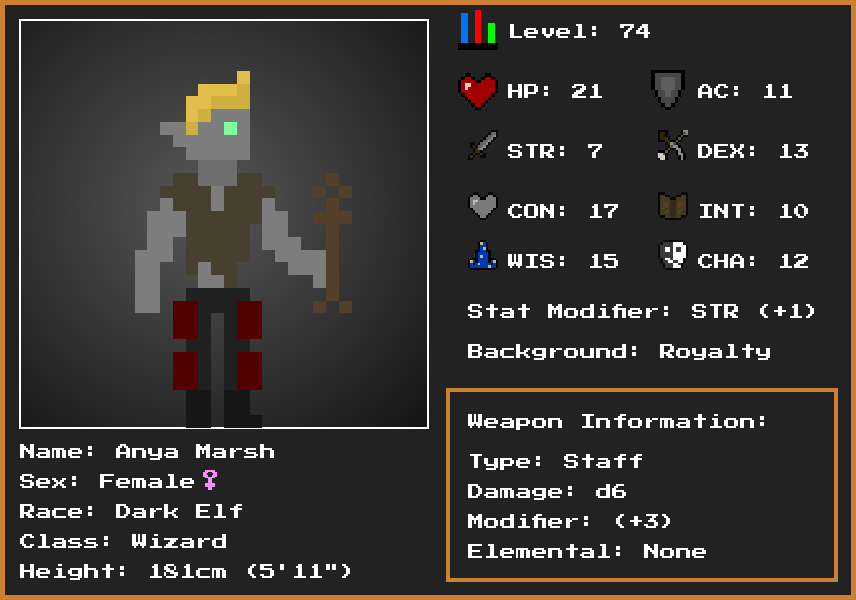 Level: 74
HP: 21
AC: 11
STR: 7
DEX: 13
CON: 17
INT: 10
WIS: 15
CHA: 12
Stat Modifier: STR (+1)
Background: Royalty
Weapon Information:
Type: Staff
Damage: d6
Modifier: (+3)
Elemental: None
Name: Anya Marsh
Sex: Female♀
Race: Dark Elf
Class: Wizard
Height: 181cm (5'11")